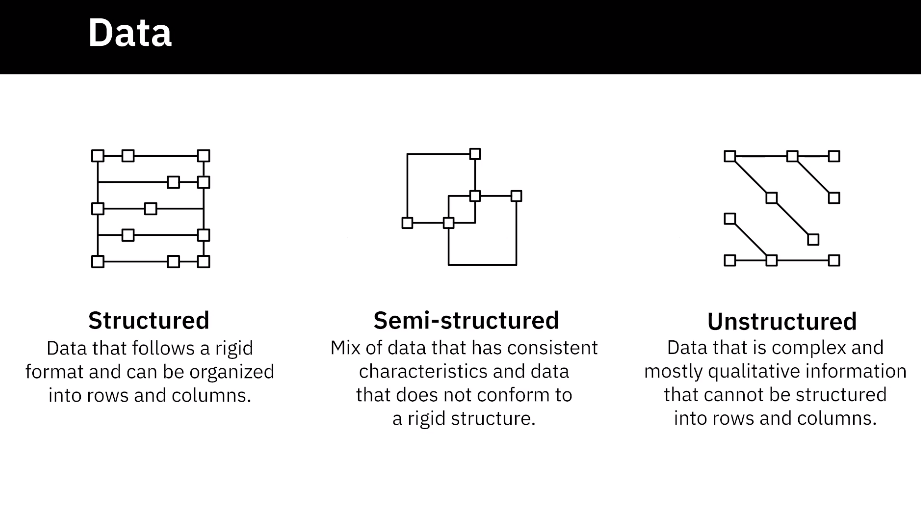 Data
Structured
Data that follows a rigid
format and can be organized
into rows and columns.
Semi-structured
Mix of data that has consistent
characteristics and data
that does not conform to
a rigid structure.
Unstructured
Data that is complex and
mostly qualitative information
that cannot be structured
into rows and columns.